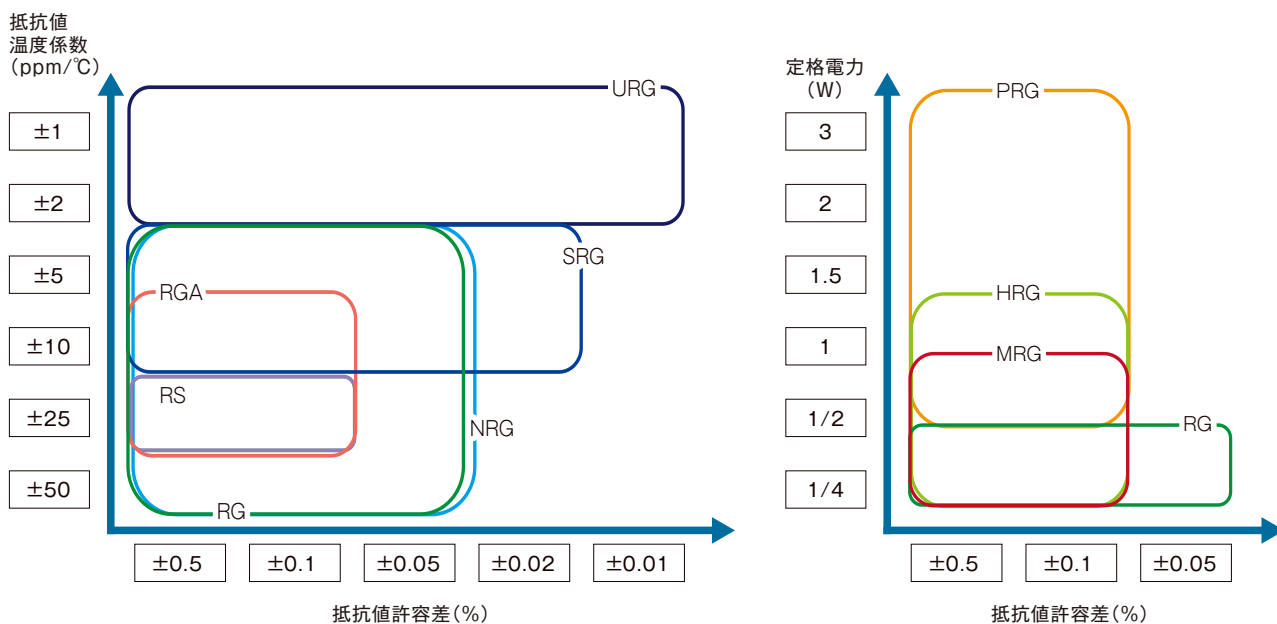 抵抗値
温度係数
(ppm/℃)
URG
±1
±2
±5
±10
±25
±50
SRG
RGA
RS
NRG
RG
±0.5
±0.1
±0.05
±0.02
±0.01
抵抗値許容差(%)
定格電力
(W)
PRG
3
2
1.5
1
1/2
1/4
HRG
MRG
RG
±0.5
±0.1
±0.05
抵抗値許容差(%)